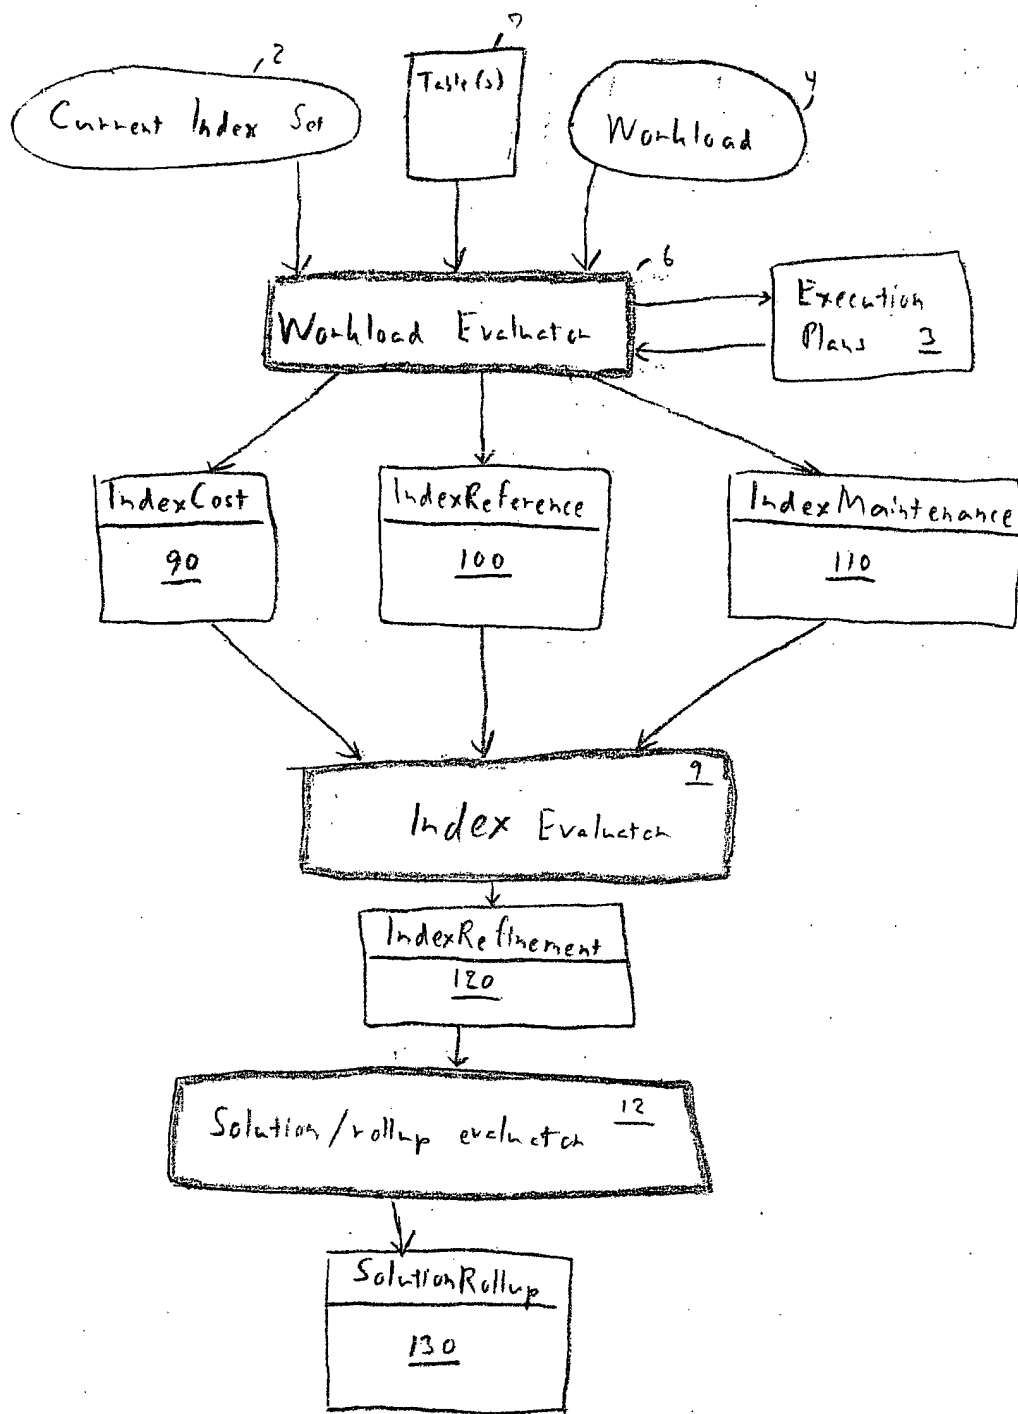 2
7
4
Current Index Set
Table(s)
Workload
6
Workload Evaluator
Execution
Plans 3
IndexCost
90
IndexReference
100
IndexMaintenance
110
9
Index Evaluator
IndexRefinement
120
Solution/rollup evaluator 12
SolutionRollup
130